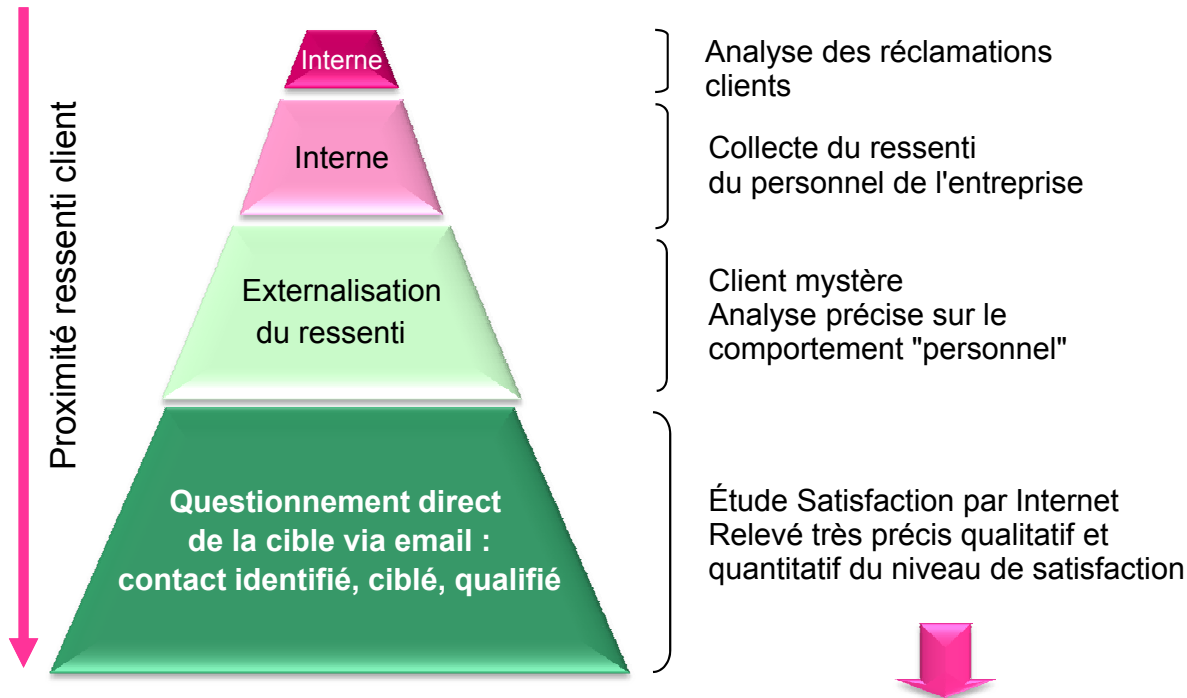 Proximité ressenti client
Interne
Analyse des réclamations
clients
Interne
Collecte du ressenti
du personnel de l'entreprise
Externalisation
du ressenti
Client mystère
Analyse précise sur le
comportement "personnel"
Questionnement direct
de la cible via email :
contact identifié, ciblé, qualifié
Étude Satisfaction par Internet
Relevé très précis qualitatif et
quantitatif du niveau de satisfaction